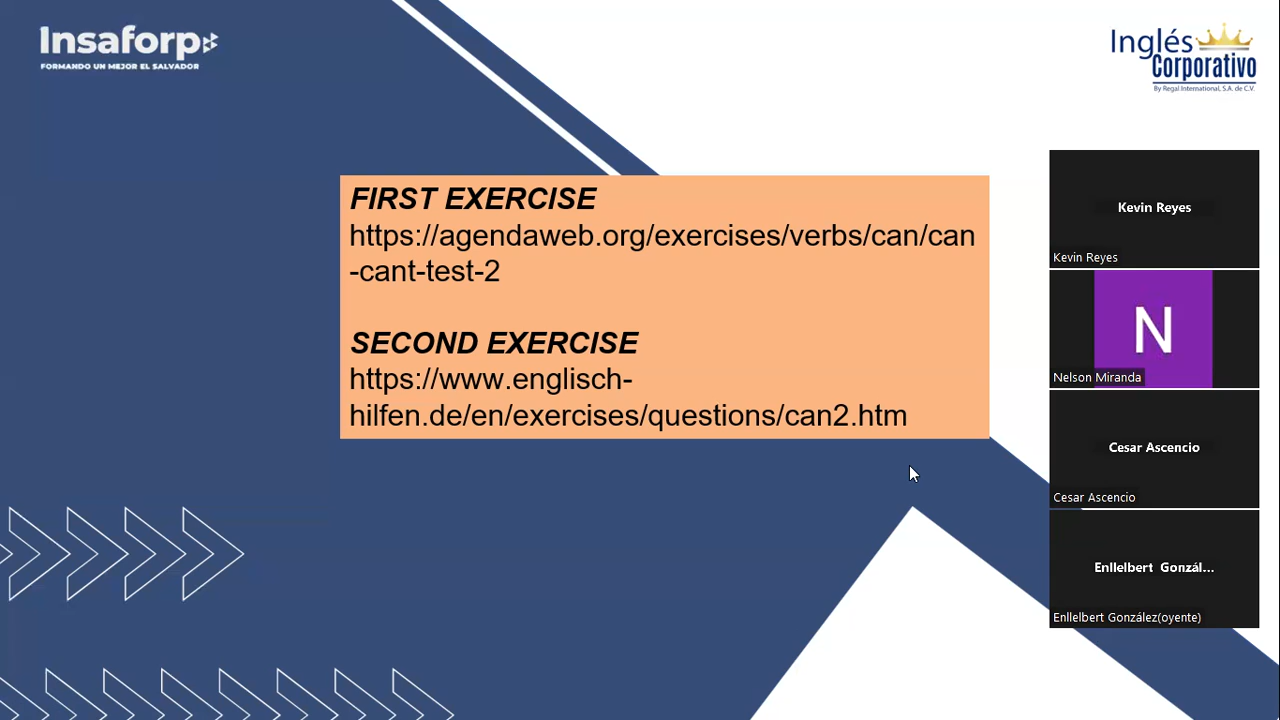 Insaforp
FORMANDO UN MEJOR EL SALVADOR
Inglés
Corporativo
By Regal International, S.A. de C.V.
FIRST EXERCISE
https://agendaweb.org/exercises/verbs/can/can
-cant-test-2
SECOND EXERCISE
https://www.englisch-
hilfen.de/en/exercises/questions/can2.htm
Kevin Reyes
Kevin Reyes
N
Nelson Miranda
Cesar Ascencio
Cesar Ascencio
Enllelbert Gonzál...
Enllelbert González(oyente)